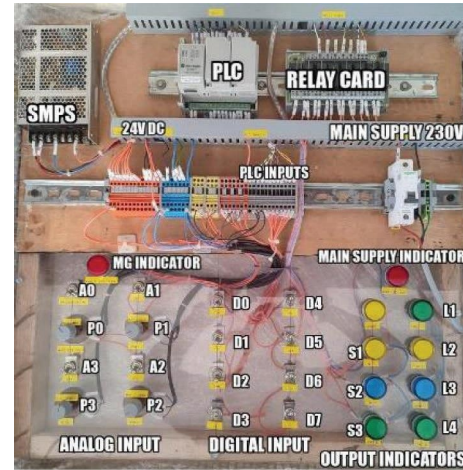 PLC
RELAY CARD
SMPS
24V DC
MAIN SUPPLY 230V
PLC INPUTS
MG INDICATOR
MAIN SUPPLY INDICATOR
A0 A1 D0 D4 L1
P0 P1 D1 D5 S1 L2
A3 A2 D2 D6 S2 L3
P3 P2 D3 D7 S3 L4
ANALOG INPUT
DIGITAL INPUT
OUTPUT INDICATORS